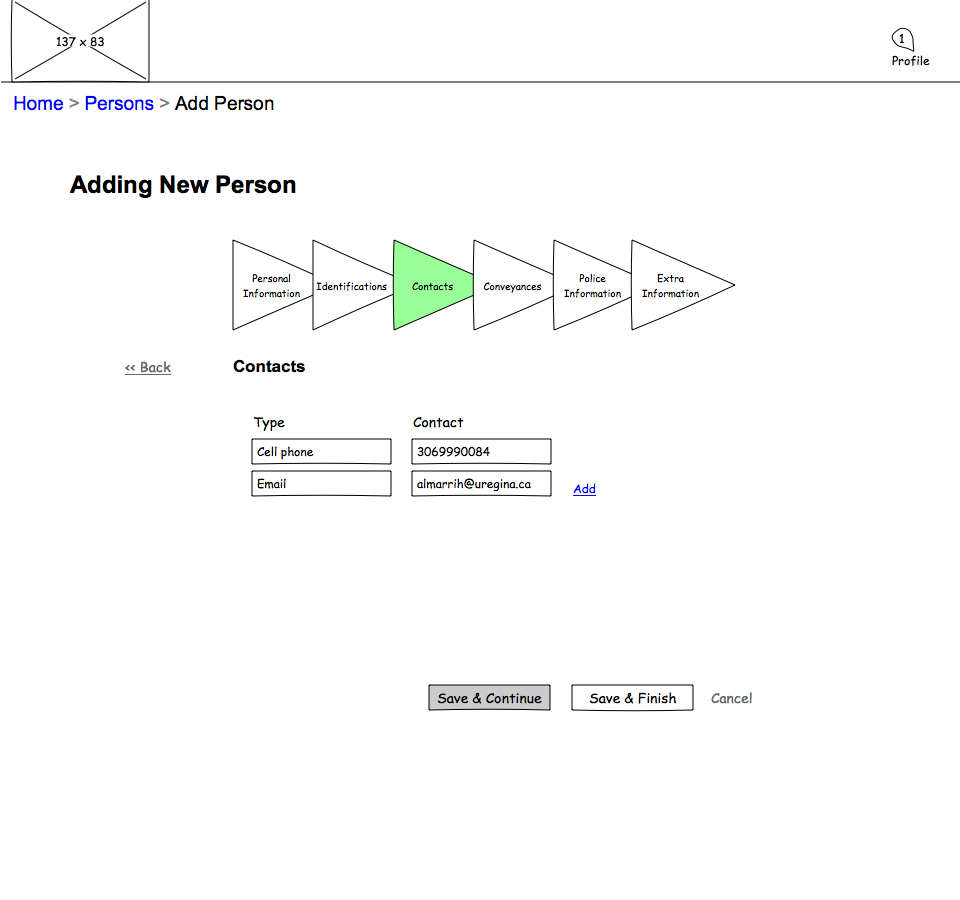 137 x 83
1
Profile
Home > Persons > Add Person
Adding New Person
Personal
Information
Identifications
Contacts
Conveyances
Police
Information
Extra
Information
<< Back
Contacts
Type Contact
Cell phone 3069990084
Email almarrih@uregina.ca Add
Save & Continue Save & Finish Cancel